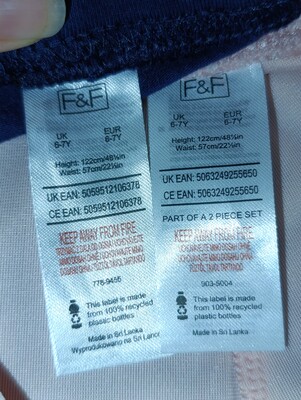 F&F
UK EUR
6-7Y 6-7Y
Height: 122cm/48¼in
Waist: 57cm/22½in
UK EAN: 5059512106378
CE EAN: 5059512106378
KEEP AWAY FROM FIRE
778-9456
This label is made
from 100% recycled
plastic bottles
Made in Sri Lanka
Wyprodukowano na Sri Lance
F&F
UK EUR
6-7Y 6-7Y
Height: 122cm/48¼in
Waist: 57cm/22½in
UK EAN: 5063249255650
CE EAN: 5063249255650
PART OF A 2 PIECE SET
KEEP AWAY FROM FIRE
903-5004
This label is made
from 100% recycled
plastic bottles
Made in Sri Lanka